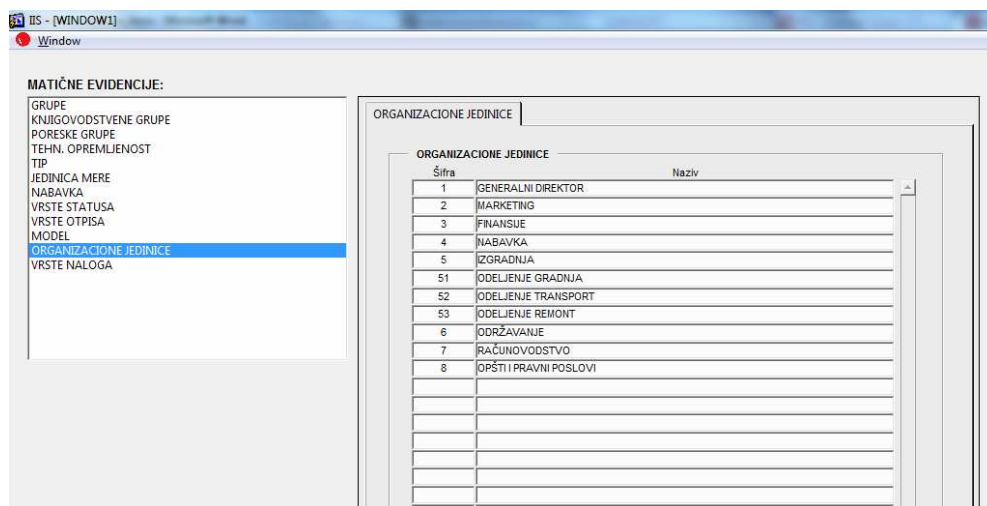 IIS - [WINDOW1]
Window
MATIČNE EVIDENCIJE:
GRUPE
KNJIGOVODSTVENE GRUPE
PORESKE GRUPE
TEHN. OPREMLJENOST
TIP
JEDINICA MERE
NABAVKA
VRSTE STATUSA
VRSTE OTPISA
MODEL
ORGANIZACIONE JEDINICE
VRSTE NALOGA
ORGANIZACIONE JEDINICE
ORGANIZACIONE JEDINICE
Šifra Naziv
1 GENERALNI DIREKTOR
2 MARKETING
3 FINANSIJE
4 NABAVKA
5 IZGRADNJA
51 ODELJENJE GRADNJA
52 ODELJENJE TRANSPORT
53 ODELJENJE REMONT
6 ODRŽAVANJE
7 RAČUNOVODSTVO
8 OPŠTI I PRAVNI POSLOVI